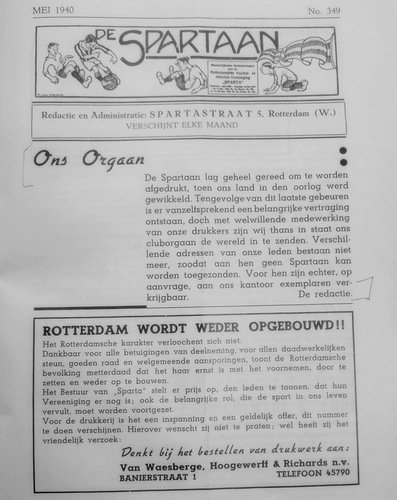 MEI 1940 No. 349
DE SPARTAAN
Redactie en Administratie: SPARTASTRAAT 5, Rotterdam (W.)
VERSCHIJNT ELKE MAAND
Ons Orgaan
De Spartaan lag geheel gereed om te worden
afgedrukt, toen ons land in den oorlog werd
gewikkeld. Tengevolge van dit laatste gebeuren
is er vanzelfsprekend een belangrijke vertraging
ontstaan, doch met welwillende medewerking
van onze drukkers zijn wij thans in staat ons
cluborgaan de wereld in te zenden. Verschil-
lende adressen van onze leden bestaan niet
meer, zoodat aan hen geen Spartaan kan
worden toegezonden. Voor hen zijn echter, op
aanvrage, aan ons kantoor exemplaren ver-
krijgbaar. De redactie.
ROTTERDAM WORDT WEDER OPGEBOUWD!!
Het Rotterdamsche karakter verloochent zich niet.
Dankbaar voor alle betuigingen van deelneming, voor allen daadwerkelijken
steun, goeden raad en welgemeende aansporingen, toont de Rotterdamsche
bevolking metterdaad dat het haar ernst is met het voornemen, door te
zetten en weder op te bouwen.
Het Bestuur van „Sparta" stelt er prijs op, den leden te toonen, dat hun
Vereeniging er nog is; ook de belangrijke rol, die de sport in ons leven
vervult, moet worden voortgezet.
Voor de drukkerij is het een inspanning en een geldelijk offer, dit nummer
te doen verschijnen. Hierover wenscht zij niet te praten; wel heeft zij het
vriendelijk verzoek:
Denkt bij het bestellen van drukwerk aan:
Van Waesberge, Hoogewerff & Richards n.v.
BANIERSTRAAT 1 TELEFOON 45790